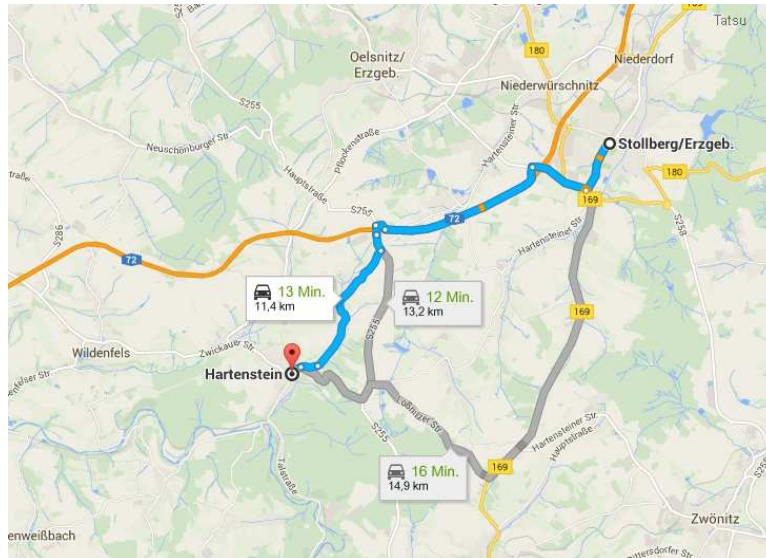 169
Tatsu
180
Niederdorf
Oelsnitz/
Erzgeb.
Niederwürschnitz
S255
Neuschönburger Str
Pflockenstraße
Hartensteiner Str
Stollberg/Erzgeb.
180
Hauptstraße
169
S255
S286
72
Hartensteiner Str
S258
72
13 Min.
11,4 km
12 Min.
13,2 km
169
S255
Wildenfels
Zwickauer Str.
Hartenstein
Lößnitzer Str.
Hartensteiner Str.
Hauptstraße
S255
Talstraße
16 Min.
14,9 km
169
S255
Zwönitz
enweißbach